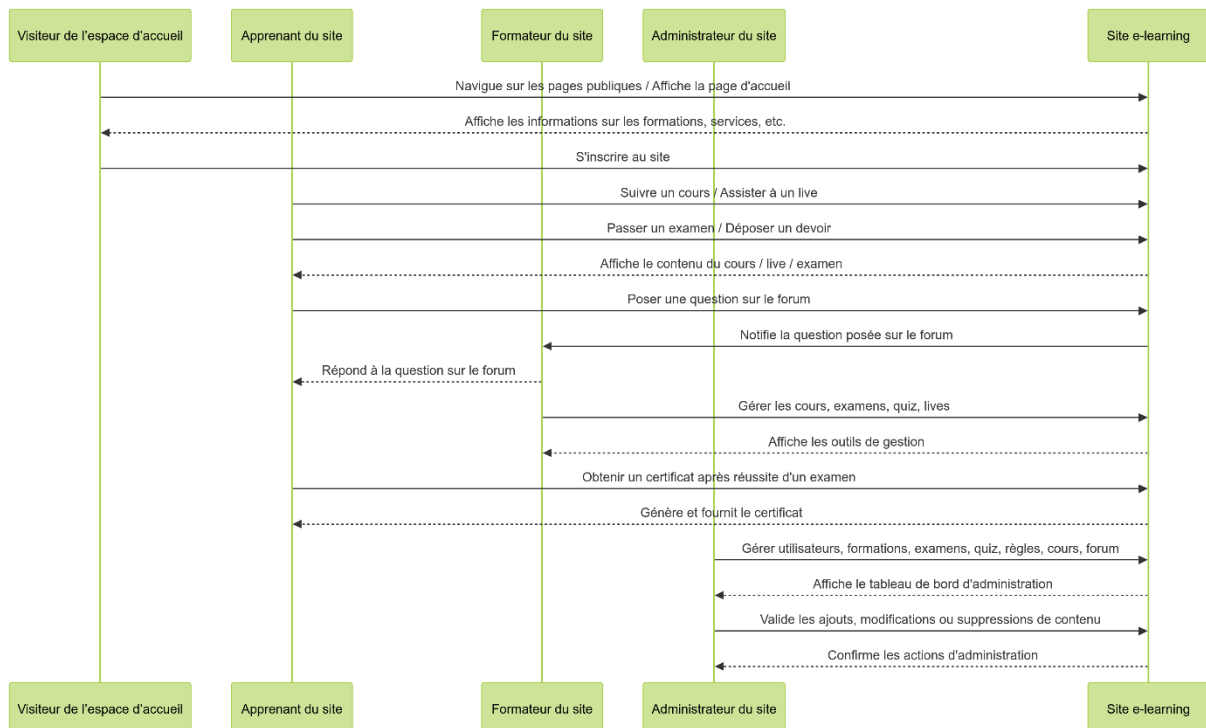 Visiteur de l'espace d'accueil
Apprenant du site
Formateur du site
Administrateur du site
Site e-learning
Navigue sur les pages publiques / Affiche la page d'accueil
Affiche les informations sur les formations, services, etc.
S'inscrire au site
Suivre un cours / Assister à un live
Passer un examen / Déposer un devoir
Affiche le contenu du cours / live / examen
Poser une question sur le forum
Notifie la question posée sur le forum
Répond à la question sur le forum
Gérer les cours, examens, quiz, lives
Affiche les outils de gestion
Obtenir un certificat après réussite d'un examen
Génère et fournit le certificat
Gérer utilisateurs, formations, examens, quiz, règles, cours, forum
Affiche le tableau de bord d'administration
Valide les ajouts, modifications ou suppressions de contenu
Confirme les actions d'administration
Visiteur de l'espace d'accueil
Apprenant du site
Formateur du site
Administrateur du site
Site e-learning